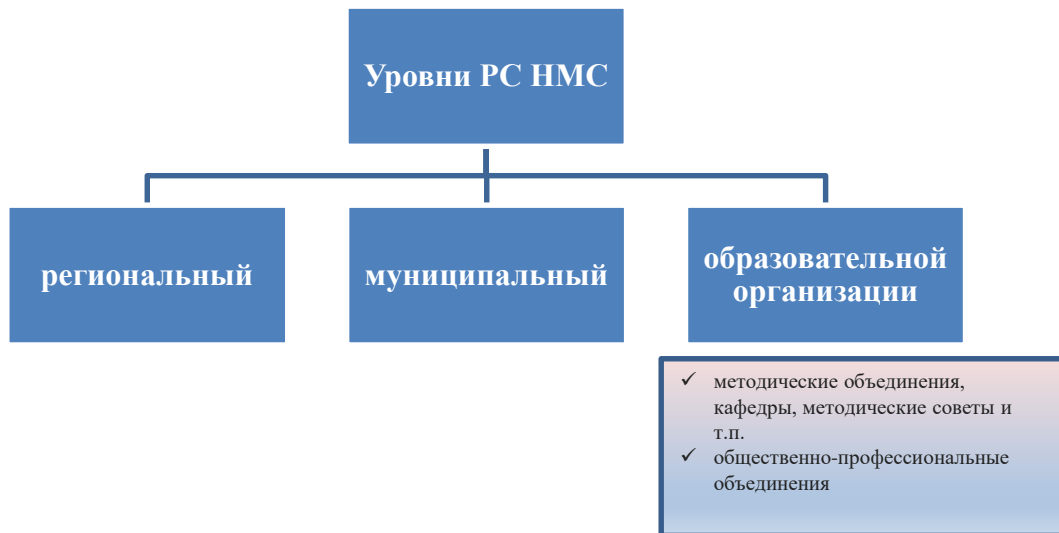 Уровни РС НМС
региональный
муниципальный
образовательной
организации
✓ методические объединения,
кафедры, методические советы и
т.п.
✓ общественно-профессиональные
объединения